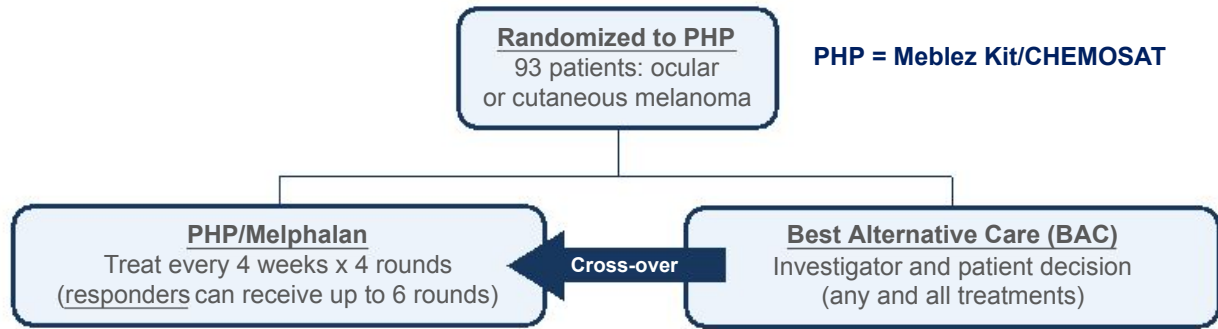 Randomized to PHP
93 patients: ocular
or cutaneous melanoma
PHP = Meblez Kit/CHEMOSAT
PHP/Melphalan
Treat every 4 weeks x 4 rounds
(responders can receive up to 6 rounds)
Cross-over
Best Alternative Care (BAC)
Investigator and patient decision
(any and all treatments)